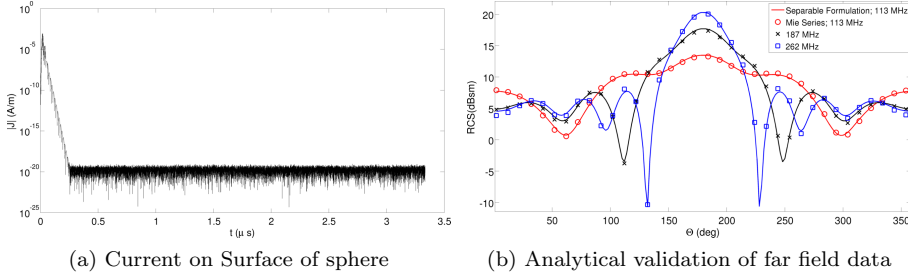 10^0
10^-5
10^-10
10^-15
10^-20
10^-25
|J| (A/m)
0 0.5 1 1.5 2 2.5 3 3.5
t (μ s)
(a) Current on Surface of sphere
Separable Formulation; 113 MHz
Mie Series; 113 MHz
187 MHz
262 MHz
20
15
10
5
0
-5
-10
RCS(dBsm)
50 100 150 200 250 300 350
Θ (deg)
(b) Analytical validation of far field data